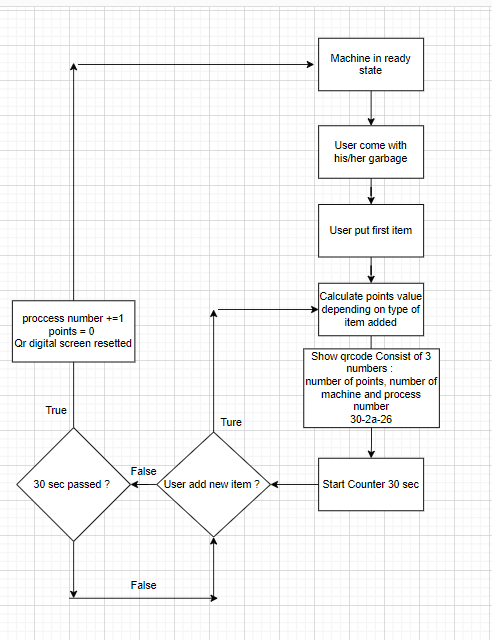 Machine in ready
state
User come with
his/her garbage
User put first item
Calculate points value
depending on type of
item added
Show qrcode Consist of 3
numbers :
number of points, number of
machine and process
number
30-2a-26
Start Counter 30 sec
User add new item ?
Ture
False
30 sec passed ?
True
False
proccess number +=1
points = 0
Qr digital screen resetted